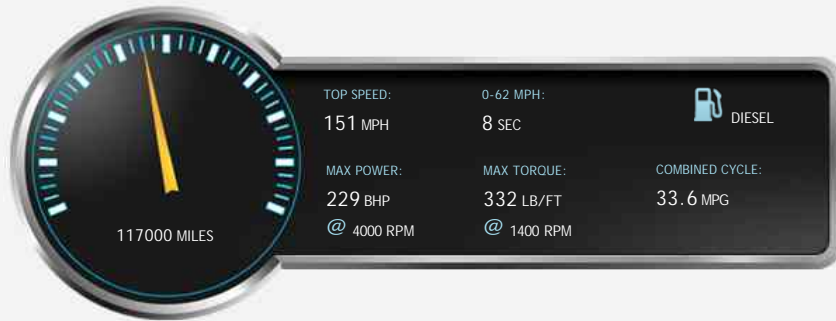 TOP SPEED:
151 MPH
0-62 MPH:
8 SEC
DIESEL
MAX POWER:
229 BHP
@ 4000 RPM
MAX TORQUE:
332 LB/FT
@ 1400 RPM
COMBINED CYCLE:
33.6 MPG
117000 MILES